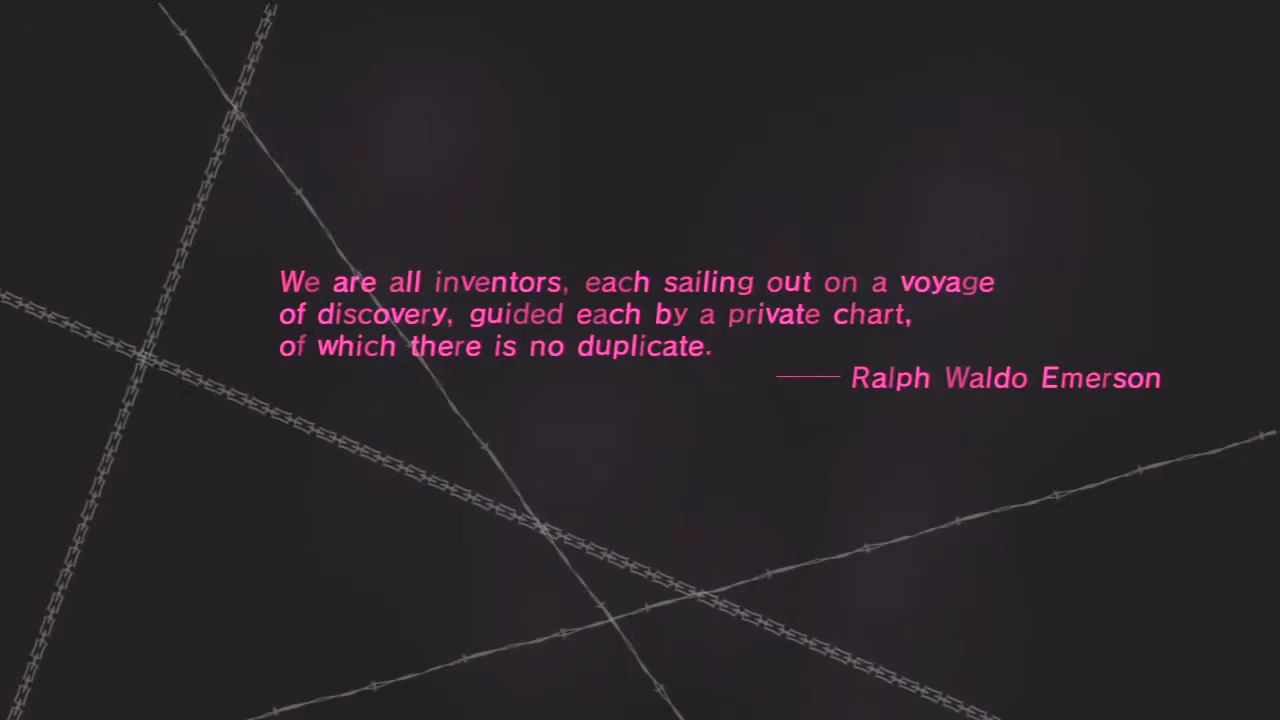 We are all inventors, each sailing out on a voyage
of discovery, guided each by a private chart,
of which there is no duplicate.
—— Ralph Waldo Emerson